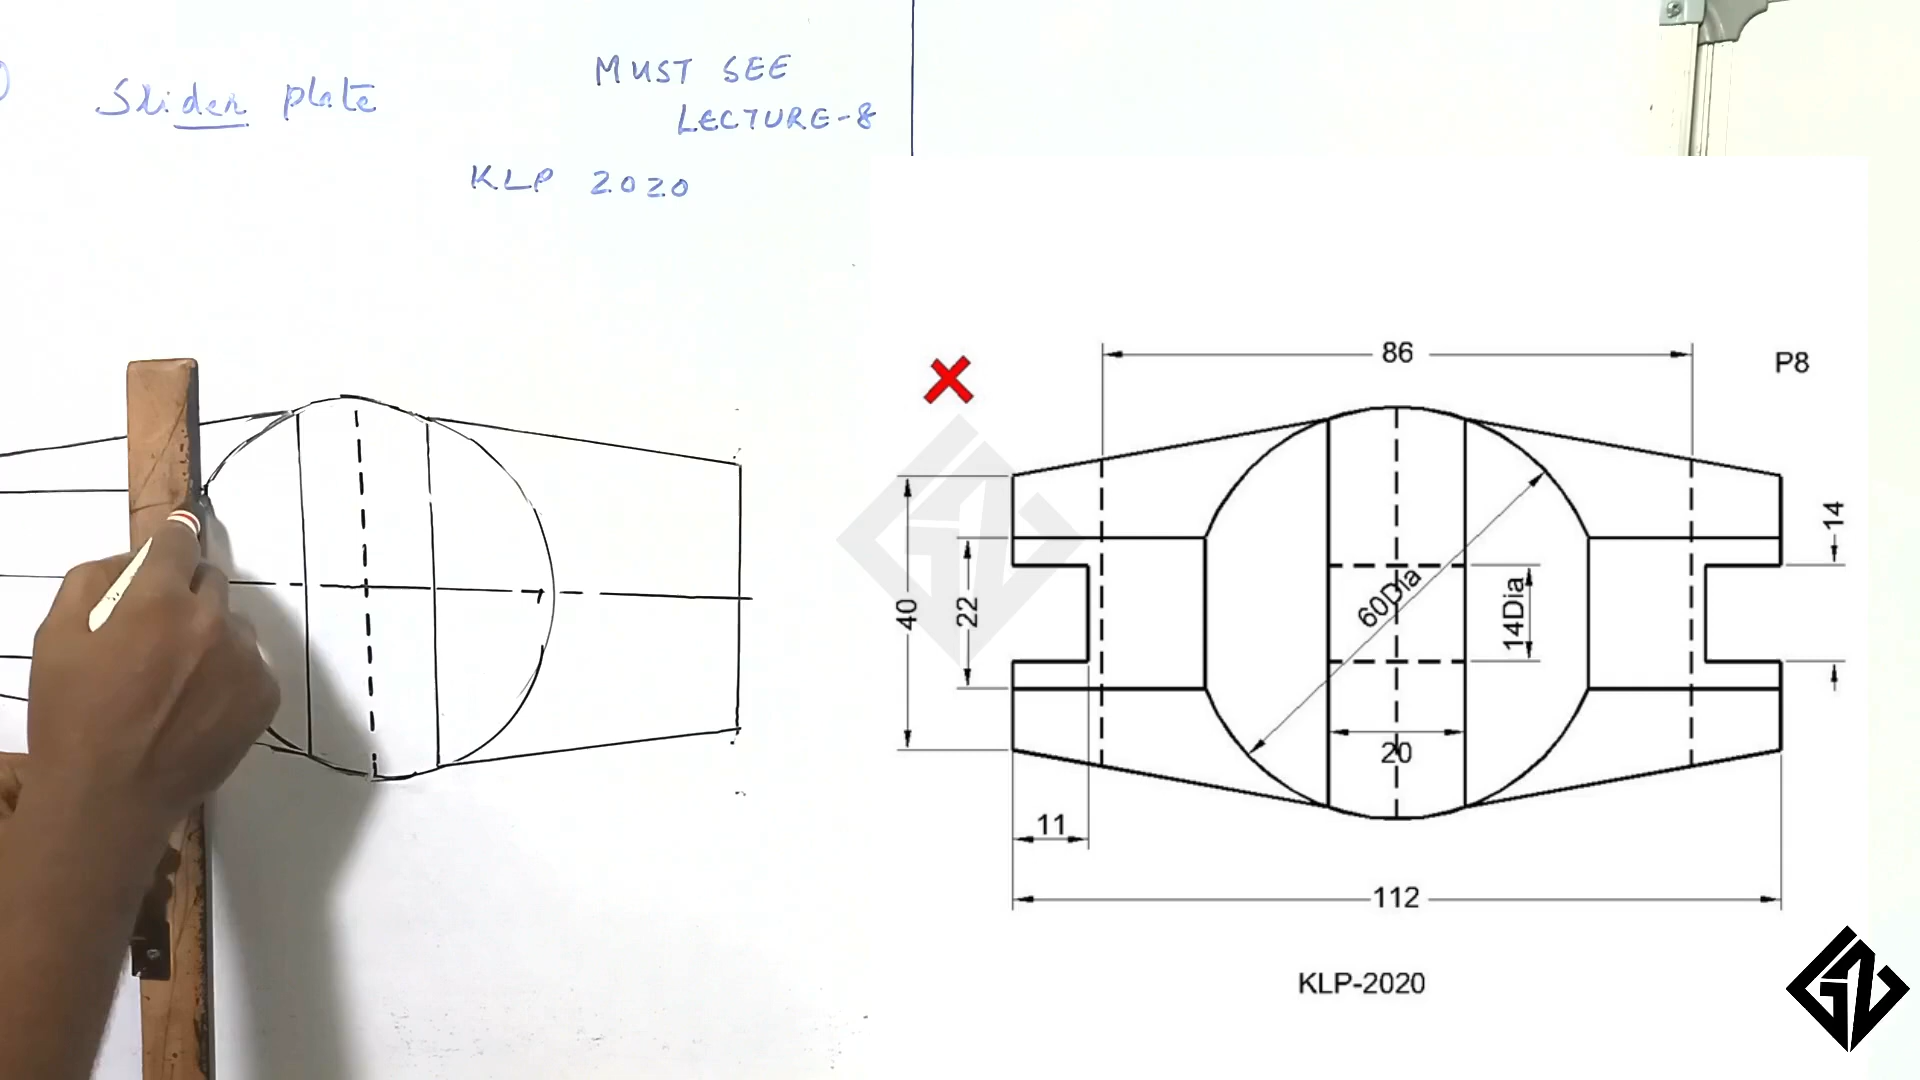 Slider plate
MUST SEE
LECTURE-8
KLP 2020
86
P8
14
60Dia
14Dia
40
22
20
11
112
KLP-2020